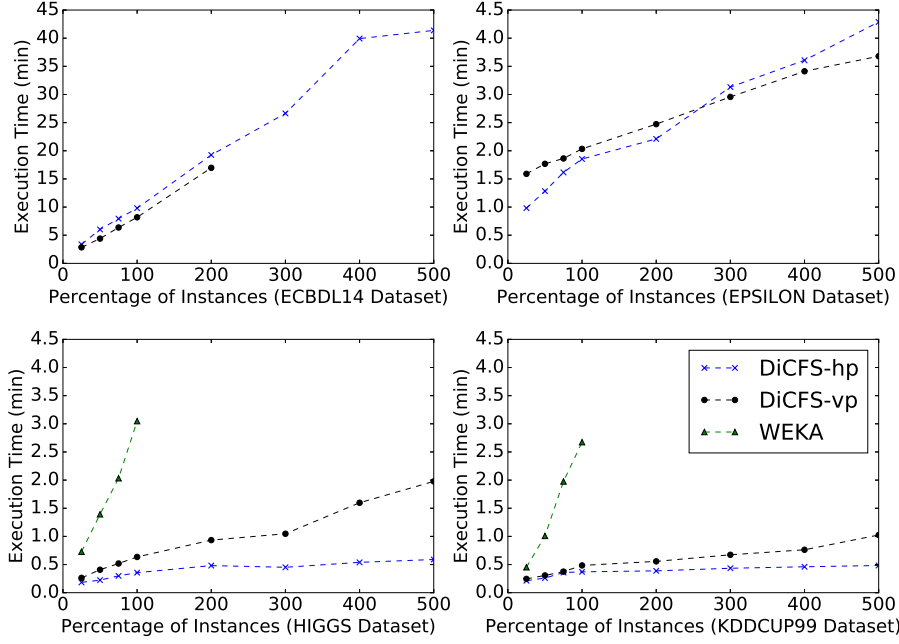 45
40
35
30
25
20
15
10
5
0
Execution Time (min)
0 100 200 300 400 500
Percentage of Instances (ECBDL14 Dataset)
4.5
4.0
3.5
3.0
2.5
2.0
1.5
1.0
0.5
0.0
Execution Time (min)
0 100 200 300 400 500
Percentage of Instances (EPSILON Dataset)
4.5
4.0
3.5
3.0
2.5
2.0
1.5
1.0
0.5
0.0
Execution Time (min)
0 100 200 300 400 500
Percentage of Instances (HIGGS Dataset)
4.5
4.0
3.5
3.0
2.5
2.0
1.5
1.0
0.5
0.0
Execution Time (min)
DiCFS-hp
DiCFS-vp
WEKA
0 100 200 300 400 500
Percentage of Instances (KDDCUP99 Dataset)